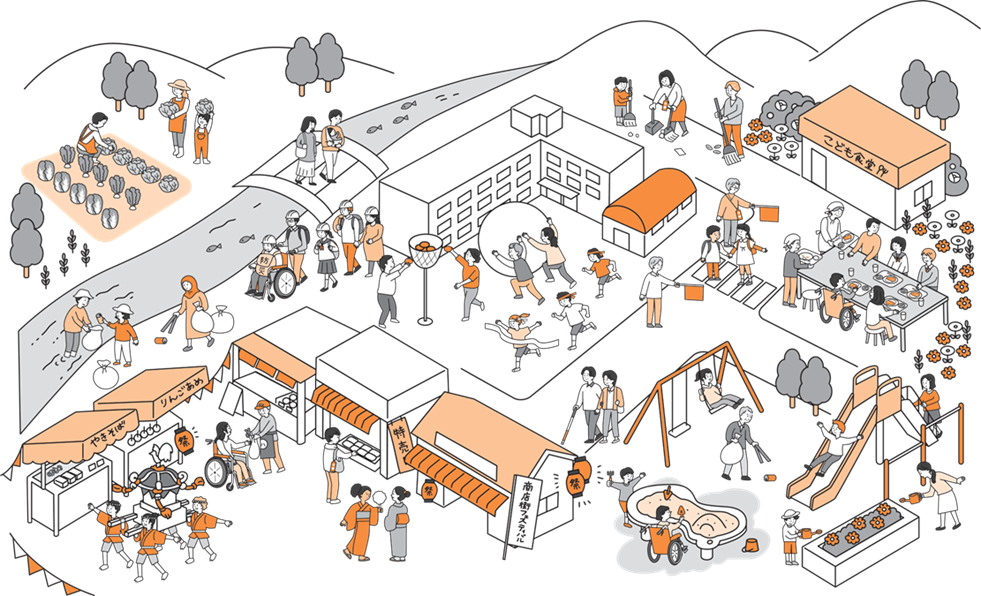 こども食堂
りんごあめ
やきそば
祭
特売
祭
祭
商店街フェスティバル